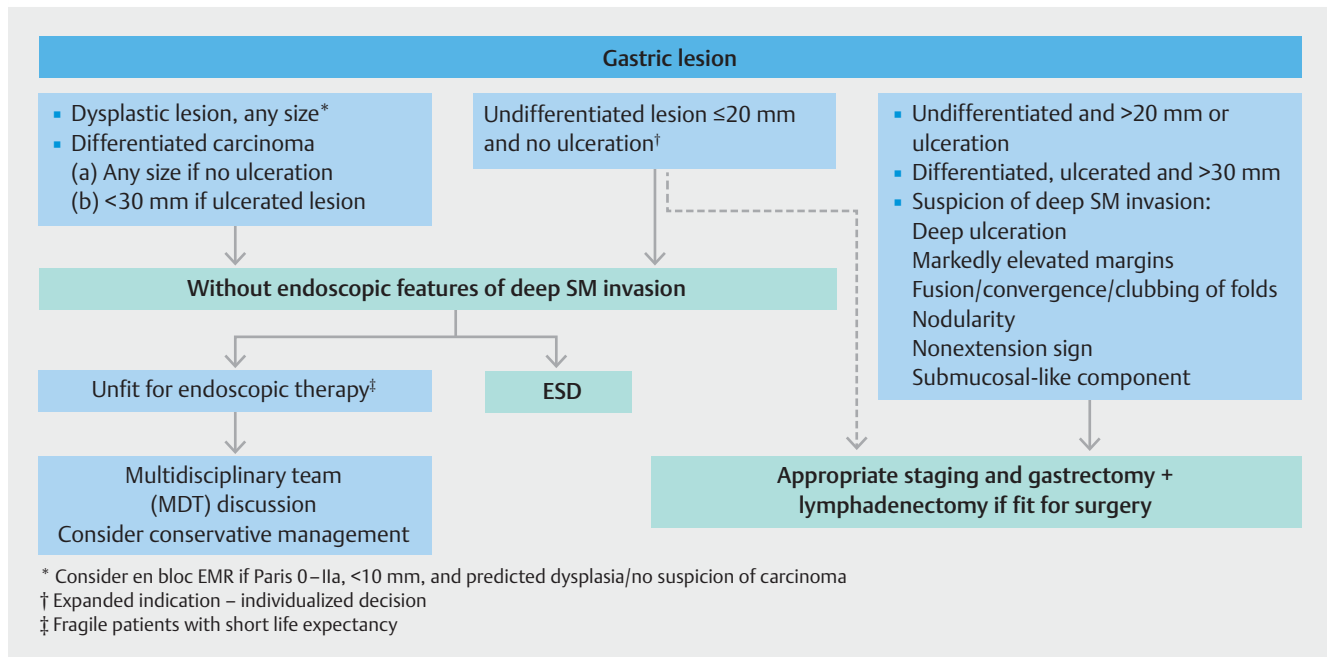 Gastric lesion
▪ Dysplastic lesion, any size*
▪ Differentiated carcinoma
(a) Any size if no ulceration
(b) <30 mm if ulcerated lesion
Undifferentiated lesion ≤20 mm
and no ulceration†
▪ Undifferentiated and >20 mm or
ulceration
▪ Differentiated, ulcerated and >30 mm
▪ Suspicion of deep SM invasion:
Deep ulceration
Markedly elevated margins
Fusion/convergence/clubbing of folds
Nodularity
Nonextension sign
Submucosal-like component
Without endoscopic features of deep SM invasion
Unfit for endoscopic therapy‡
ESD
Multidisciplinary team
(MDT) discussion
Consider conservative management
Appropriate staging and gastrectomy +
lymphadenectomy if fit for surgery
* Consider en bloc EMR if Paris 0–IIa, <10 mm, and predicted dysplasia/no suspicion of carcinoma
† Expanded indication – individualized decision
‡ Fragile patients with short life expectancy